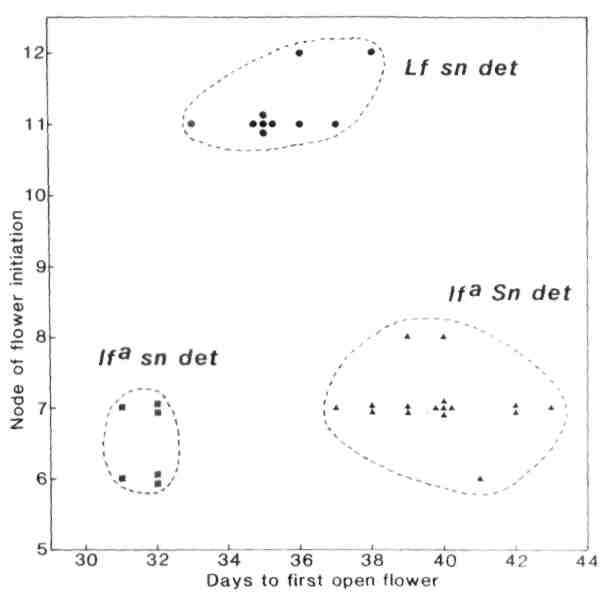 12
11
10
9
8
7
6
5
Node of flower initiation
Lf sn det
lfa Sn det
lfa sn det
30 32 34 36 38 40 42 44
Days to first open flower